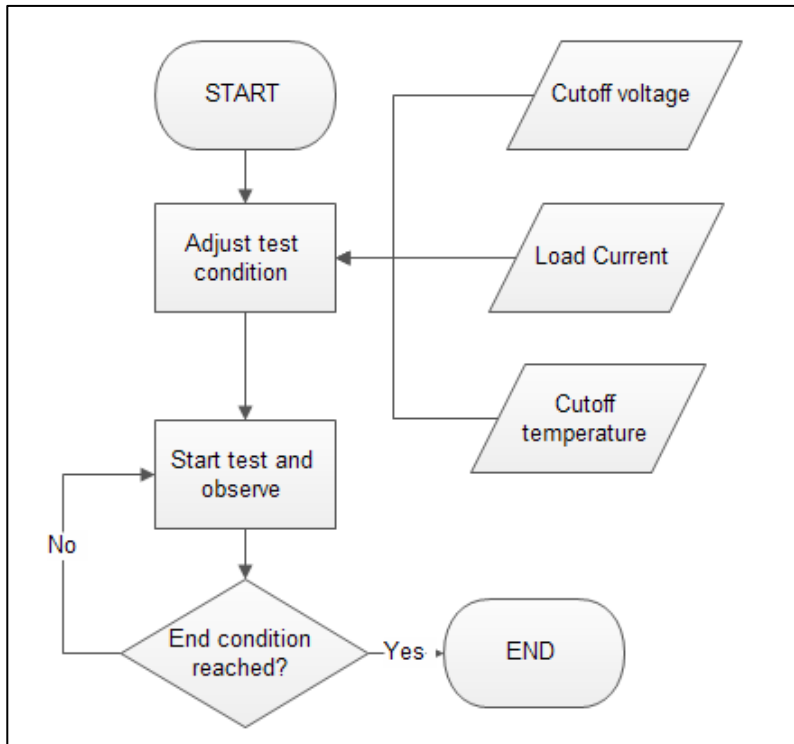 START
Cutoff voltage
Adjust test
condition
Load Current
Cutoff
temperature
Start test and
observe
No
End condition
reached?
Yes
END